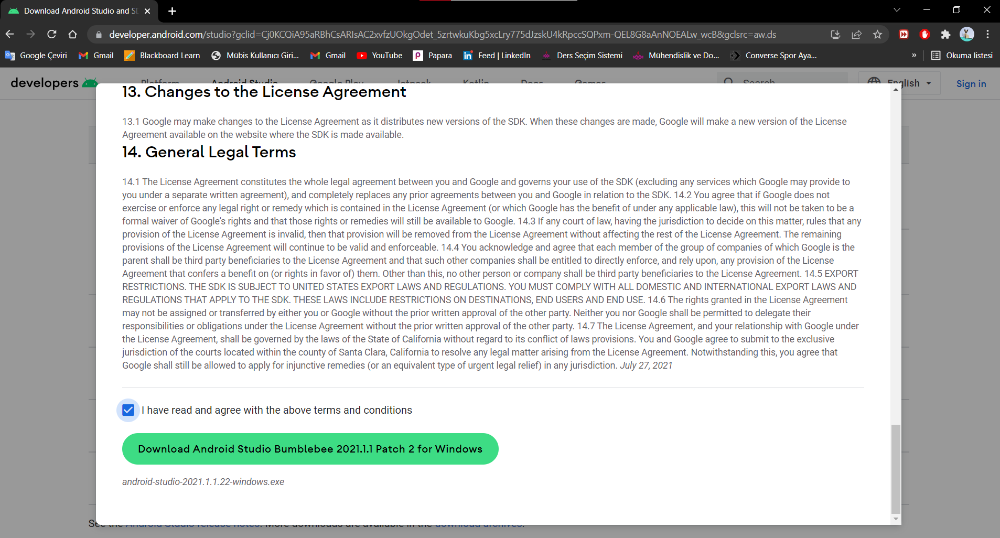 Download Android Studio and SD
developer.android.com/studio?gclid=Cj0KCQiA95aRBhCsARIsAC2xvfzUOkgOdet_5zrtwkuKbg5xcLry775dJzskU4kRpccSQPxm-QEL8G8aAnNOEALw_wcB&gclsrc=aw.ds
Google Çeviri Gmail Blackboard Learn Mübis Kullanıcı Giri... Gmail YouTube Papara Feed | LinkedIn Ders Seçim Sistemi Mühendislik ve Do... Converse Spor Aya... » Okuma listesi
developers Platform Android Studio Google Play Jetpack Kotlin Docs Games Search English Sign in
13. Changes to the License Agreement
13.1 Google may make changes to the License Agreement as it distributes new versions of the SDK. When these changes are made, Google will make a new version of the License
Agreement available on the website where the SDK is made available.
14. General Legal Terms
14.1 The License Agreement constitutes the whole legal agreement between you and Google and governs your use of the SDK (excluding any services which Google may provide to
you under a separate written agreement), and completely replaces any prior agreements between you and Google in relation to the SDK. 14.2 You agree that if Google does not
exercise or enforce any legal right or remedy which is contained in the License Agreement (or which Google has the benefit of under any applicable law), this will not be taken to be a
formal waiver of Google's rights and that those rights or remedies will still be available to Google. 14.3 If any court of law, having the jurisdiction to decide on this matter, rules that any
provision of the License Agreement is invalid, then that provision will be removed from the License Agreement without affecting the rest of the License Agreement. The remaining
provisions of the License Agreement will continue to be valid and enforceable. 14.4 You acknowledge and agree that each member of the group of companies of which Google is the
parent shall be third party beneficiaries to the License Agreement and that such other companies shall be entitled to directly enforce, and rely upon, any provision of the License
Agreement that confers a benefit on (or rights in favor of) them. Other than this, no other person or company shall be third party beneficiaries to the License Agreement. 14.5 EXPORT
RESTRICTIONS. THE SDK IS SUBJECT TO UNITED STATES EXPORT LAWS AND REGULATIONS. YOU MUST COMPLY WITH ALL DOMESTIC AND INTERNATIONAL EXPORT LAWS AND
REGULATIONS THAT APPLY TO THE SDK. THESE LAWS INCLUDE RESTRICTIONS ON DESTINATIONS, END USERS AND END USE. 14.6 The rights granted in the License Agreement
may not be assigned or transferred by either you or Google without the prior written approval of the other party. Neither you nor Google shall be permitted to delegate their
responsibilities or obligations under the License Agreement without the prior written approval of the other party. 14.7 The License Agreement, and your relationship with Google under
the License Agreement, shall be governed by the laws of the State of California without regard to its conflict of laws provisions. You and Google agree to submit to the exclusive
jurisdiction of the courts located within the county of Santa Clara, California to resolve any legal matter arising from the License Agreement. Notwithstanding this, you agree that
Google shall still be allowed to apply for injunctive remedies (or an equivalent type of urgent legal relief) in any jurisdiction. July 27, 2021
I have read and agree with the above terms and conditions
Download Android Studio Bumblebee 2021.1.1 Patch 2 for Windows
android-studio-2021.1.1.22-windows.exe
See the Android Studio release notes. More downloads are available in the download archives.